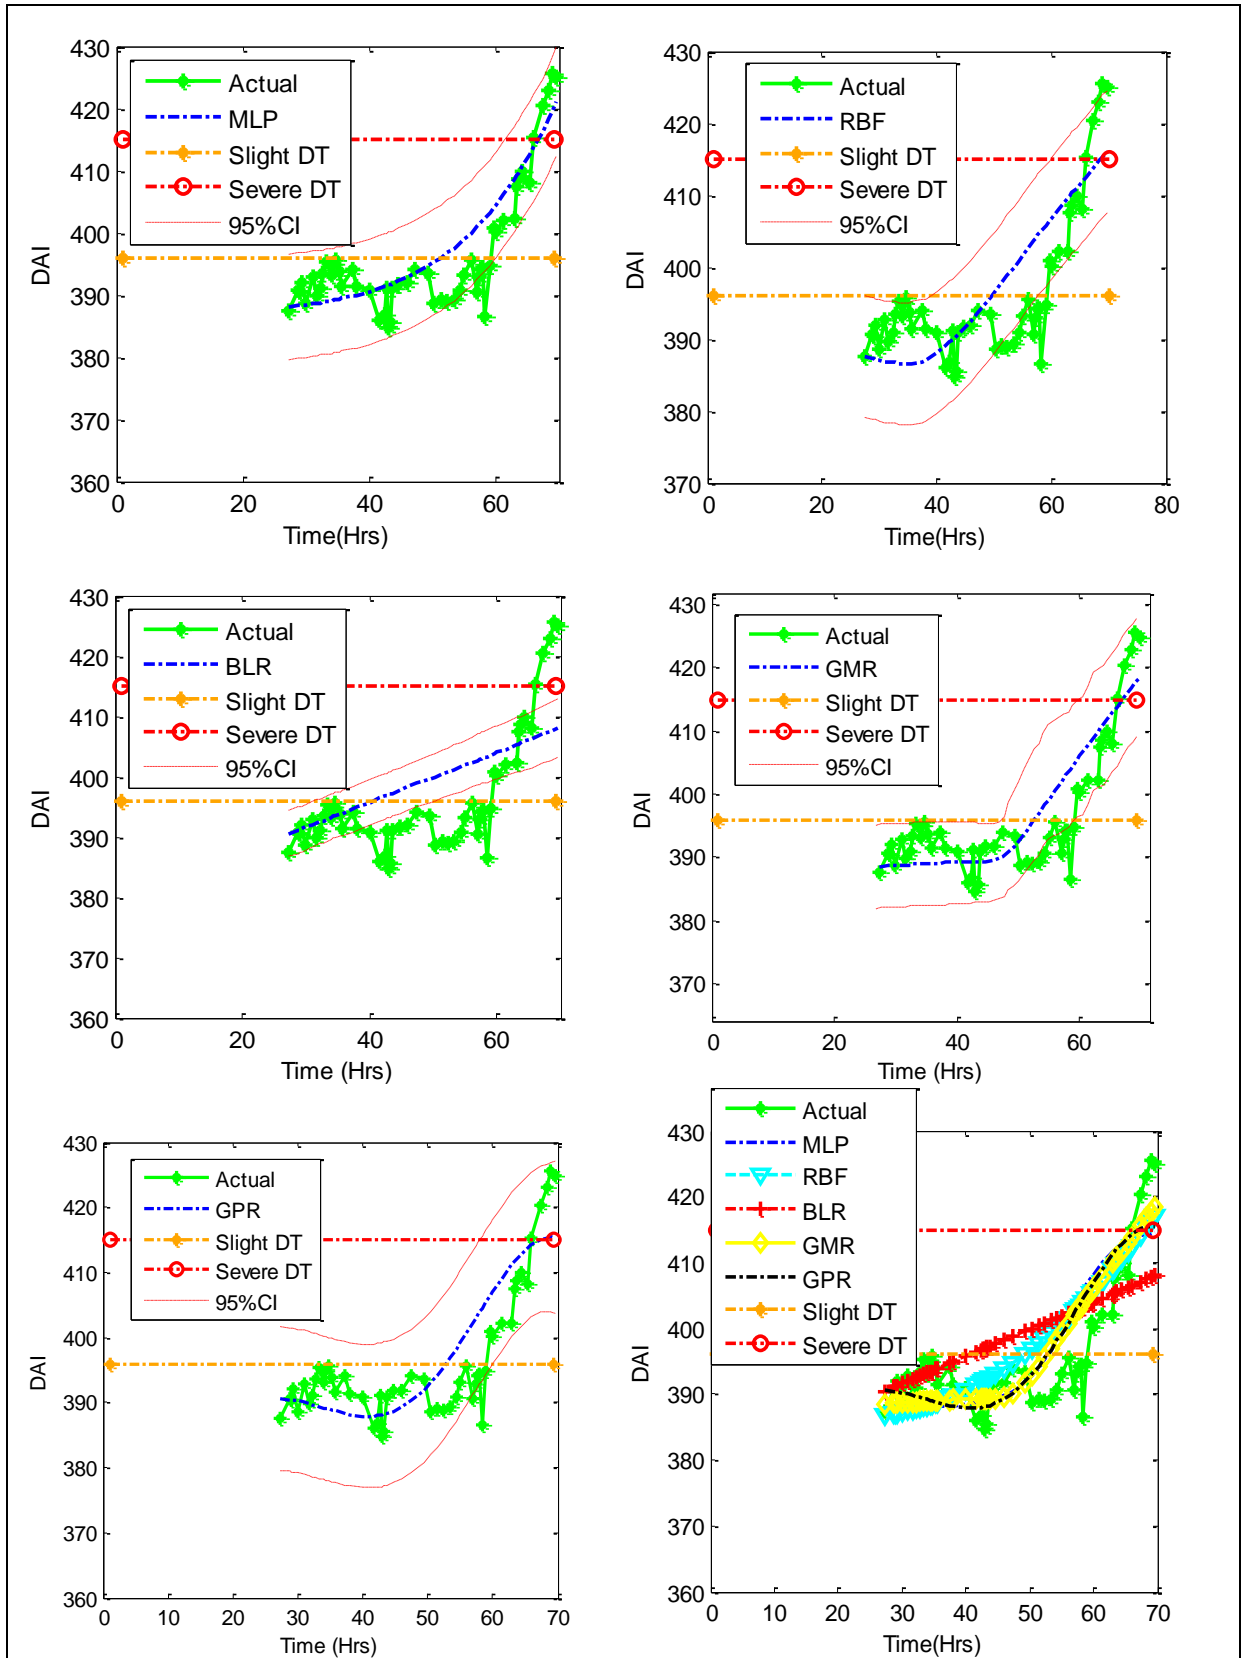 430
420
410
400
390
380
370
360
0
20
40
60
DAI
Time(Hrs)
Actual
MLP
Slight DT
Severe DT
95%CI
430
420
410
400
390
380
370
0
20
40
60
80
DAI
Time(Hrs)
Actual
RBF
Slight DT
Severe DT
95%CI
430
420
410
400
390
380
370
360
0
20
40
60
DAI
Time (Hrs)
Actual
BLR
Slight DT
Severe DT
95%CI
430
420
410
400
390
380
370
0
20
40
60
DAI
Time (Hrs)
Actual
GMR
Slight DT
Severe DT
95%CI
430
420
410
400
390
380
370
360
0
10
20
30
40
50
60
70
DAI
Time (Hrs)
Actual
GPR
Slight DT
Severe DT
95%CI
430
420
410
400
390
380
370
360
0
10
20
30
40
50
60
70
DAI
Time(Hrs)
Actual
MLP
RBF
BLR
GMR
GPR
Slight DT
Severe DT